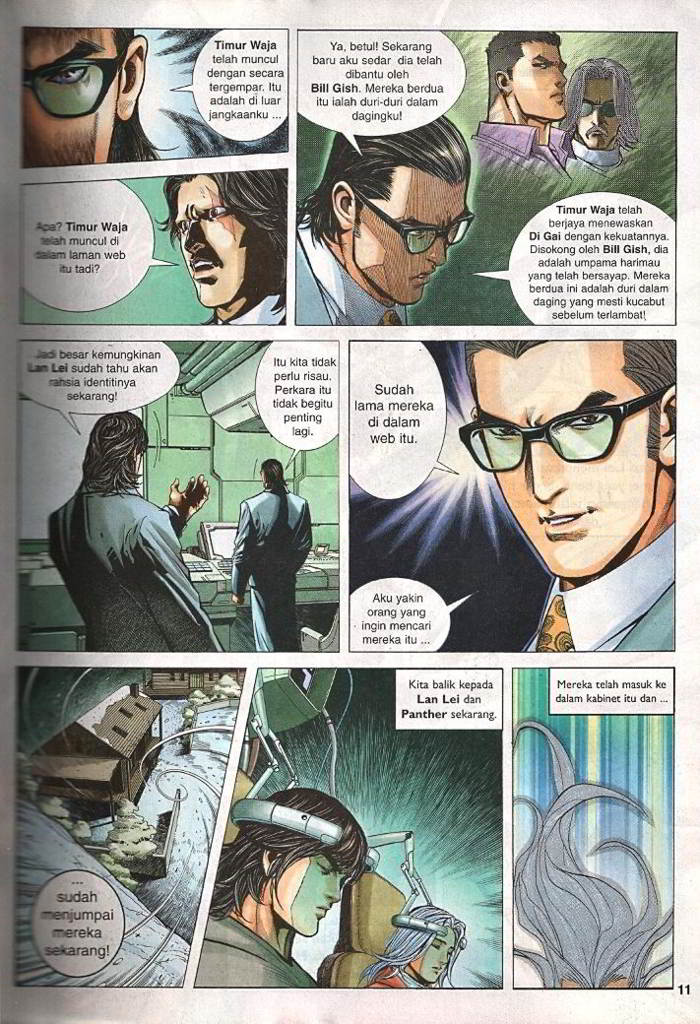 Timur Waja
telah muncul
dengan secara
tergempar. Itu
adalah di luar
jangkaanku ...
Ya, betul! Sekarang
baru aku sedar dia telah
dibantu oleh
Bill Gish. Mereka berdua
itu ialah duri-duri dalam
dagingku!
Apa? Timur Waja
telah muncul di
dalam laman web
itu tadi?
Timur Waja telah
berjaya menewaskan
Di Gai dengan kekuatannya.
Disokong oleh Bill Gish, dia
adalah umpama harimau
yang telah bersayap. Mereka
berdua ini adalah duri dalam
daging yang mesti kucabut
sebelum terlambat!
Jadi besar kemungkinan
Lan Lei sudah tahu akan
rahsia identitinya
sekarang!
Itu kita tidak
perlu risau.
Perkara itu
tidak begitu
penting
lagi.
Sudah
lama mereka
di dalam
web itu.
Aku yakin
orang yang
ingin mencari
mereka itu ...
...
sudah
menjumpai
mereka
sekarang!
Kita balik kepada
Lan Lei dan
Panther sekarang.
Mereka telah masuk ke
dalam kabinet itu dan ...
11